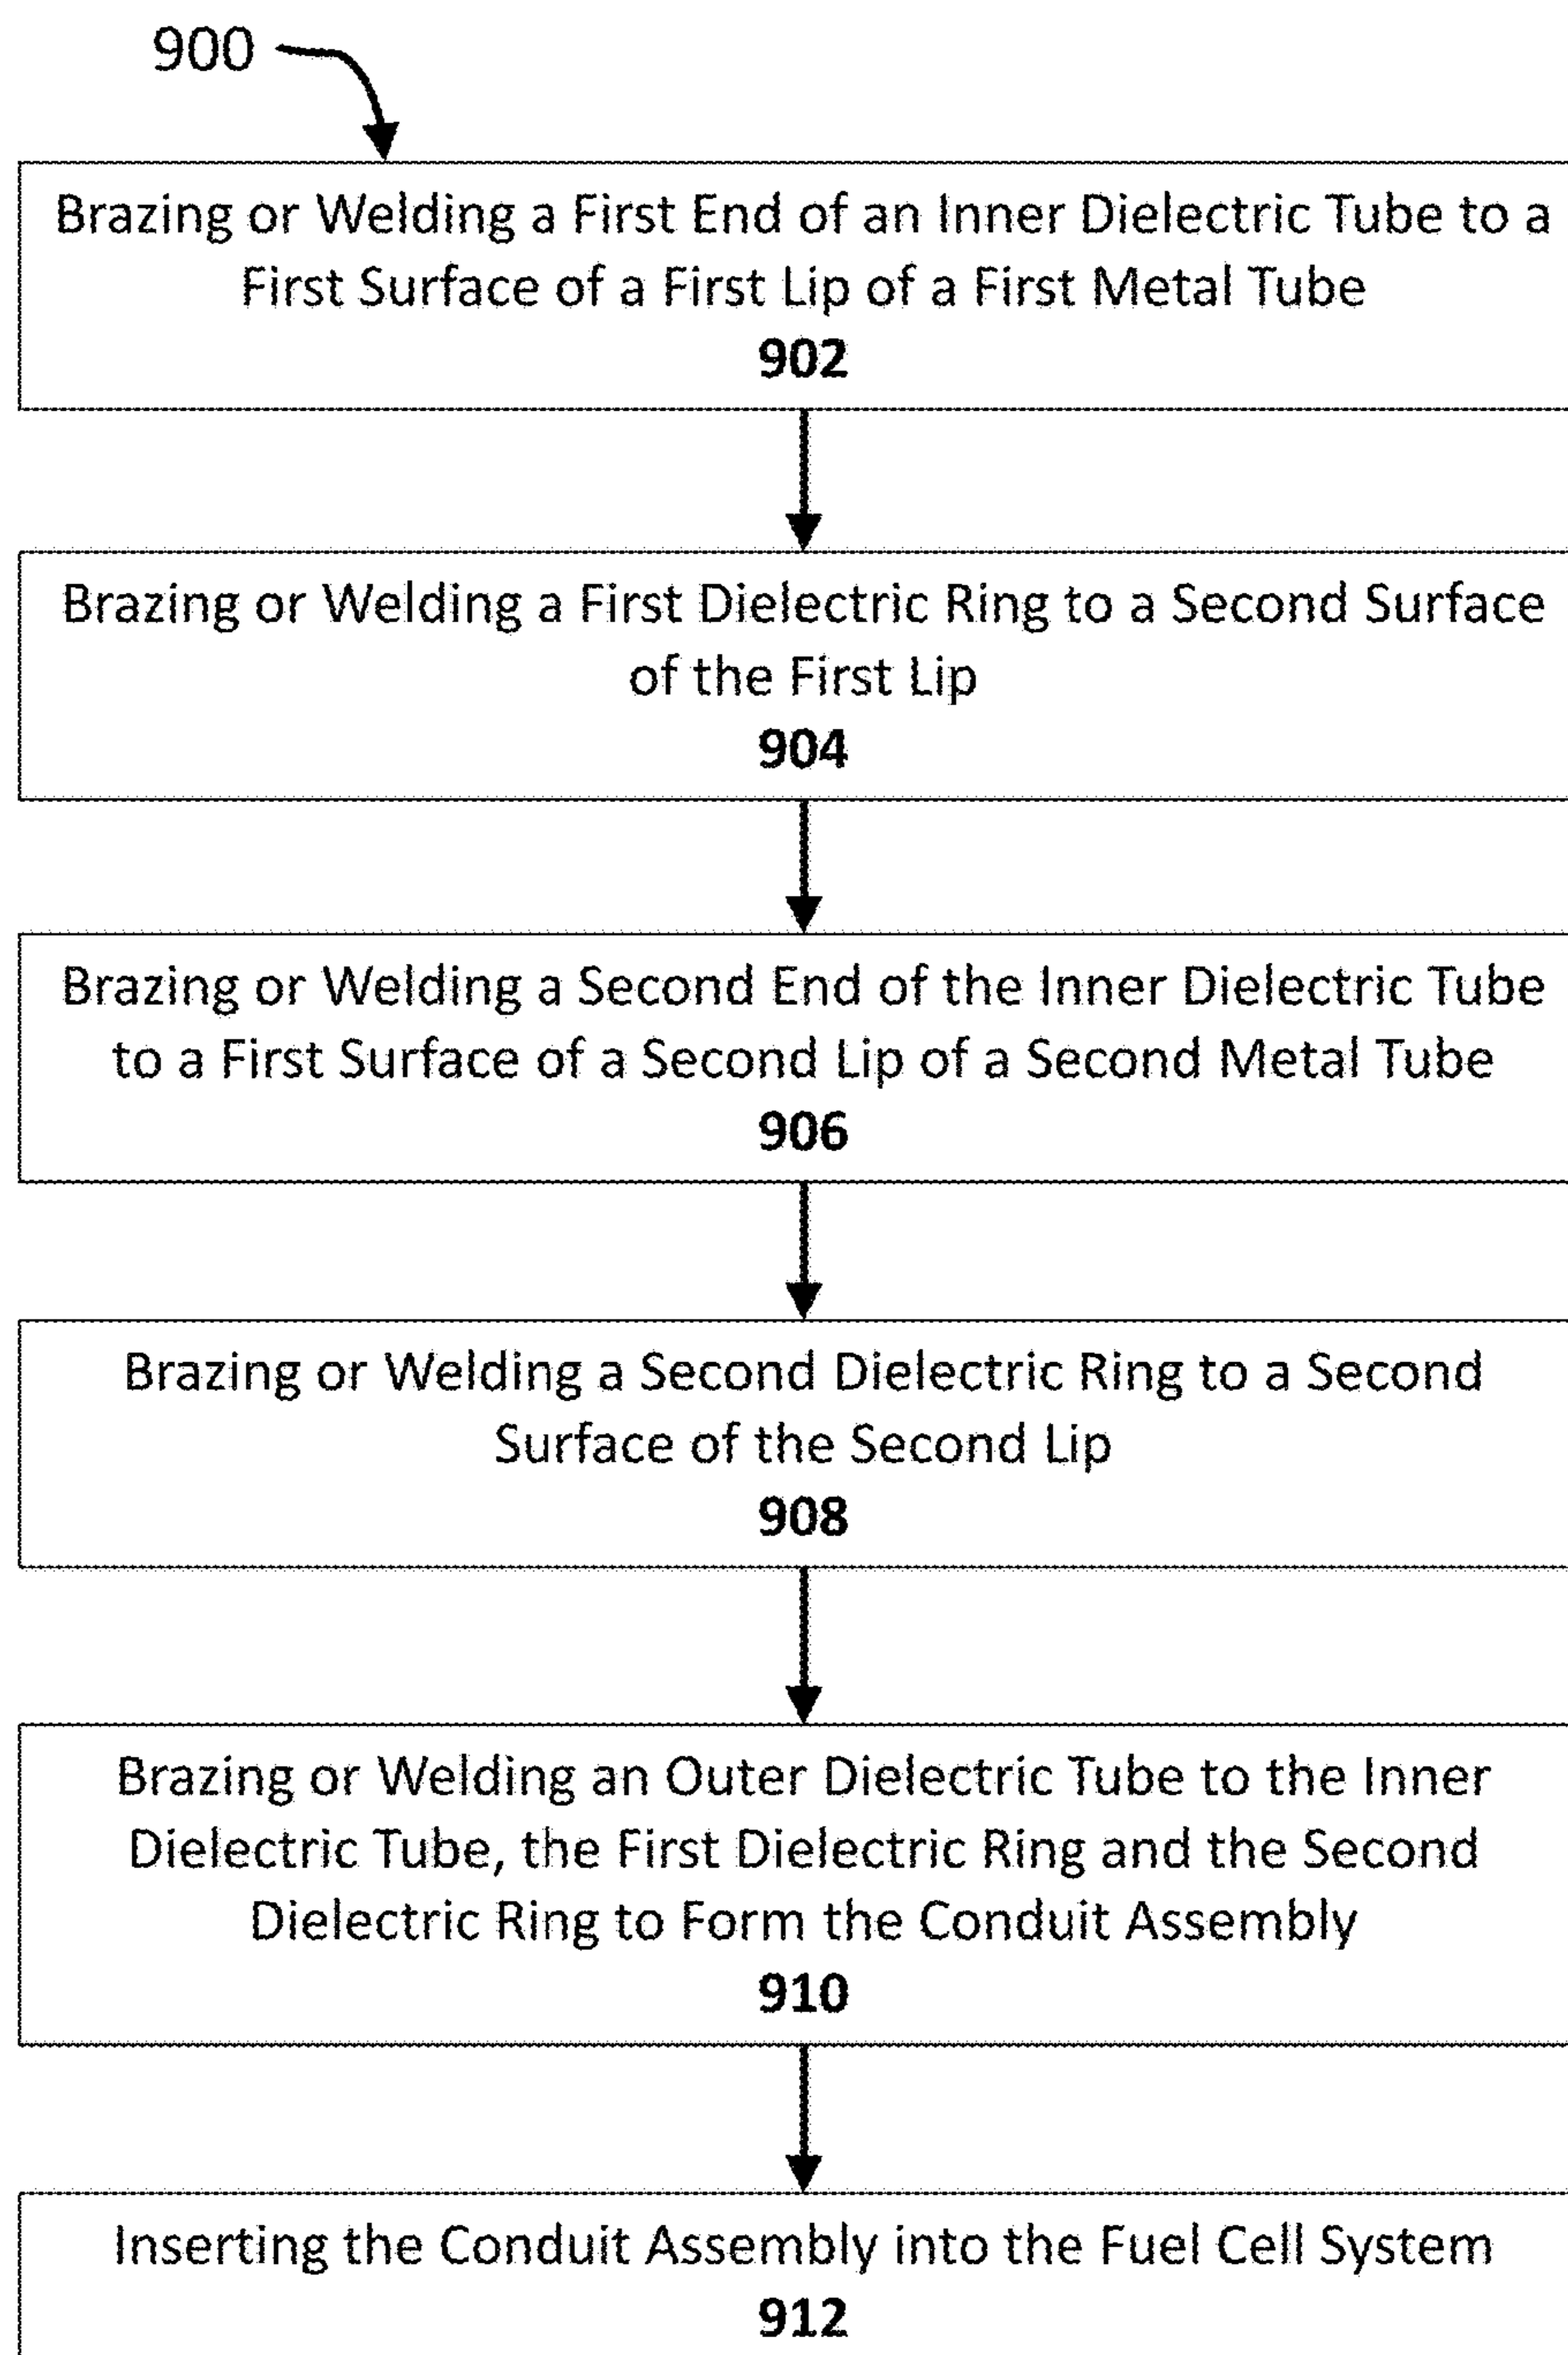 900
Brazing or Welding a First End of an Inner Dielectric Tube to a
First Surface of a First Lip of a First Metal Tube
902
Brazing or Welding a First Dielectric Ring to a Second Surface
of the First Lip
904
Brazing or Welding a Second End of the Inner Dielectric Tube
to a First Surface of a Second Lip of a Second Metal Tube
906
Brazing or Welding a Second Dielectric Ring to a Second
Surface of the Second Lip
908
Brazing or Welding an Outer Dielectric Tube to the Inner
Dielectric Tube, the First Dielectric Ring and the Second
Dielectric Ring to Form the Conduit Assembly
910
Inserting the Conduit Assembly into the Fuel Cell System
912